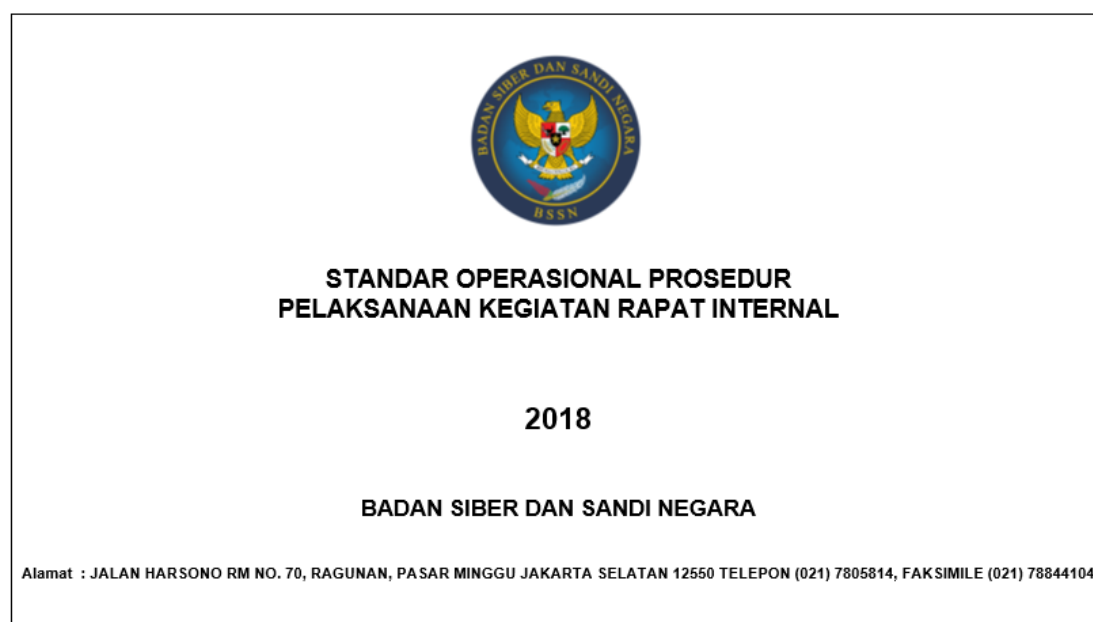 BADAN SIBER DAN SANDI NEGARA
BSSN
STANDAR OPERASIONAL PROSEDUR
PELAKSANAAN KEGIATAN RAPAT INTERNAL
2018
BADAN SIBER DAN SANDI NEGARA
Alamat : JALAN HARSONO RM NO. 70, RAGUNAN, PASAR MINGGU JAKARTA SELATAN 12550 TELEPON (021) 7805814, FAKSIMILE (021) 78844104